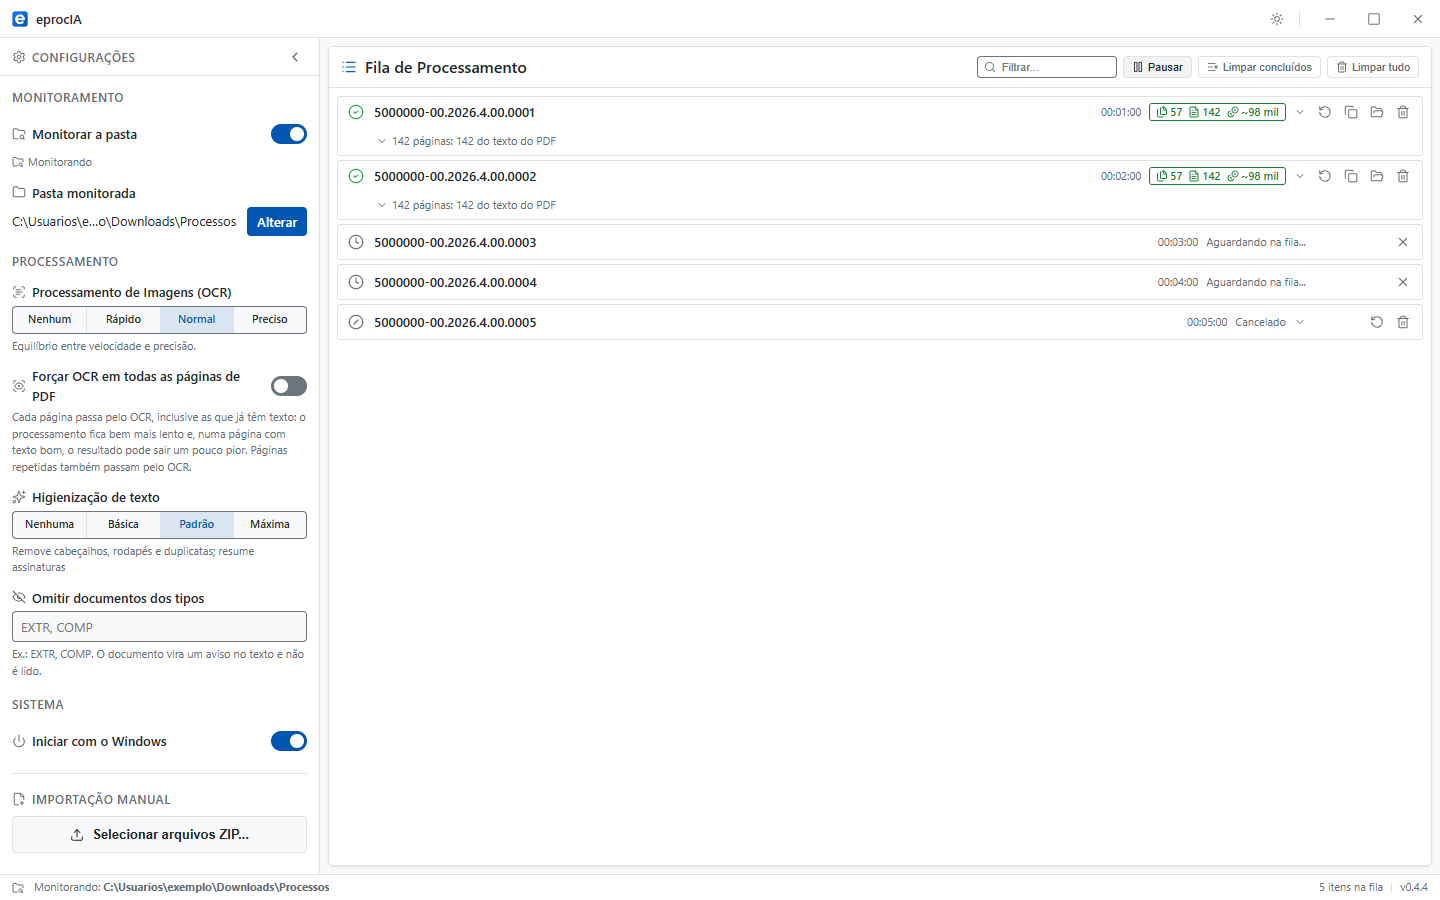 eprocIA
CONFIGURAÇÕES
MONITORAMENTO
Monitorar a pasta
Monitorando
Pasta monitorada
C:\Usuarios\e...o\Downloads\Processos
Alterar
PROCESSAMENTO
Processamento de Imagens (OCR)
Nenhum Rápido Normal Preciso
Equilíbrio entre velocidade e precisão.
Forçar OCR em todas as páginas de
PDF
Cada página passa pelo OCR, inclusive as que já têm texto: o
processamento fica bem mais lento e, numa página com
texto bom, o resultado pode sair um pouco pior. Páginas
repetidas também passam pelo OCR.
Higienização de texto
Nenhuma Básica Padrão Máxima
Remove cabeçalhos, rodapés e duplicatas; resume
assinaturas
Omitir documentos dos tipos
EXTR, COMP
Ex.: EXTR, COMP. O documento vira um aviso no texto e não
é lido.
SISTEMA
Iniciar com o Windows
IMPORTAÇÃO MANUAL
Selecionar arquivos ZIP...
Fila de Processamento
Filtrar...
Pausar
Limpar concluídos
Limpar tudo
5000000-00.2026.4.00.0001 00:01:00 57 142 ~98 mil
142 páginas: 142 do texto do PDF
5000000-00.2026.4.00.0002 00:02:00 57 142 ~98 mil
142 páginas: 142 do texto do PDF
5000000-00.2026.4.00.0003 00:03:00 Aguardando na fila...
5000000-00.2026.4.00.0004 00:04:00 Aguardando na fila...
5000000-00.2026.4.00.0005 00:05:00 Cancelado
Monitorando: C:\Usuarios\exemplo\Downloads\Processos
5 itens na fila v0.4.4